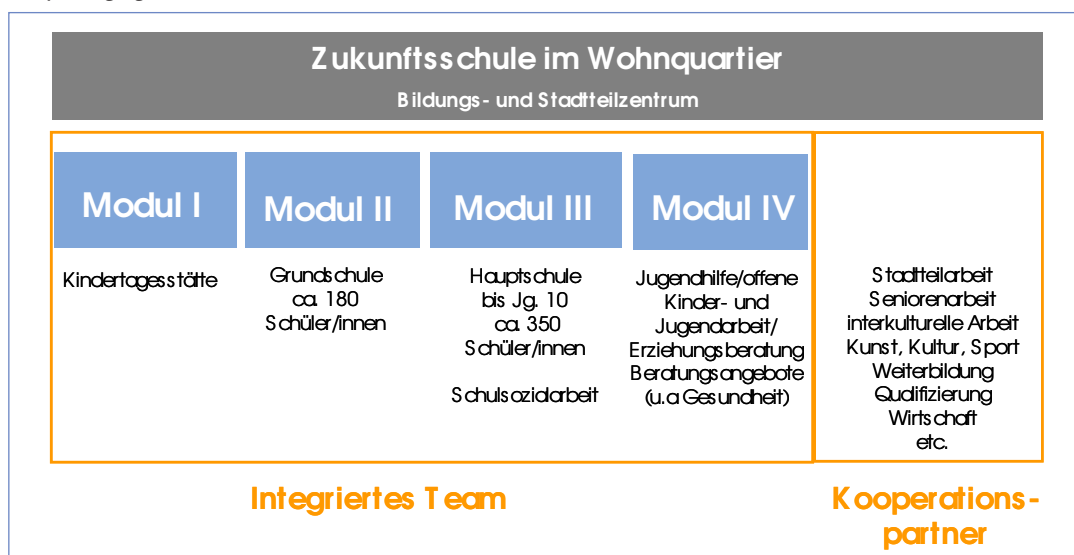 Zukunftsschule im Wohnquartier
Bildungs- und Stadtteilzentrum
Modul I
Kindertagesstätte
Modul II
Grundschule
ca. 180
Schüler/innen
Modul III
Hauptschule
bis Jg. 10
ca. 350
Schüler/innen
Schulsozialarbeit
Modul IV
Jugendhilfe/offene
Kinder- und
Jugendarbeit/
Erziehungsberatung
Beratungsangebote
(u.a Gesundheit)
Stadtteilarbeit
Seniorenarbeit
interkulturelle Arbeit
Kunst, Kultur, Sport
Weiterbildung
Qualifizierung
Wirtschaft
etc.
Integriertes Team
Kooperations-
partner